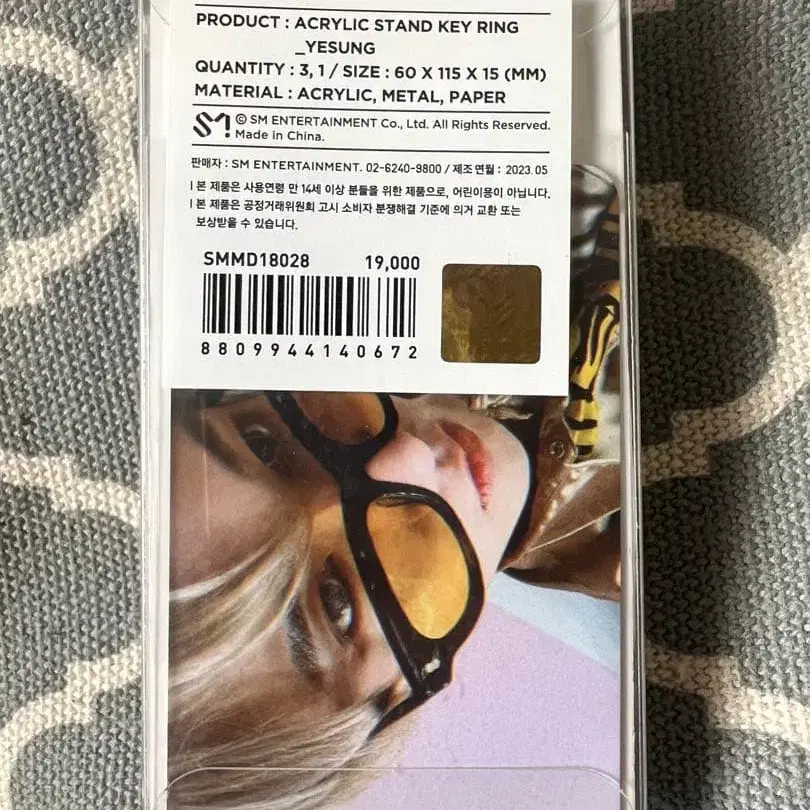 PRODUCT : ACRYLIC STAND KEY RING
_YESUNG
QUANTITY : 3, 1 / SIZE : 60 X 115 X 15 (MM)
MATERIAL : ACRYLIC, METAL, PAPER
SM! © SM ENTERTAINMENT Co., Ltd. All Rights Reserved.
Made in China.
판매자 : SM ENTERTAINMENT. 02-6240-9800 / 제조 연월 : 2023.05
| 본 제품은 사용연령 만 14세 이상 분들을 위한 제품으로, 어린이용이 아닙니다.
| 본 제품은 공정거래위원회 고시 소비자 분쟁해결 기준에 의거 교환 또는
보상받을 수 있습니다.
SMMD18028 19,000
8809944140672